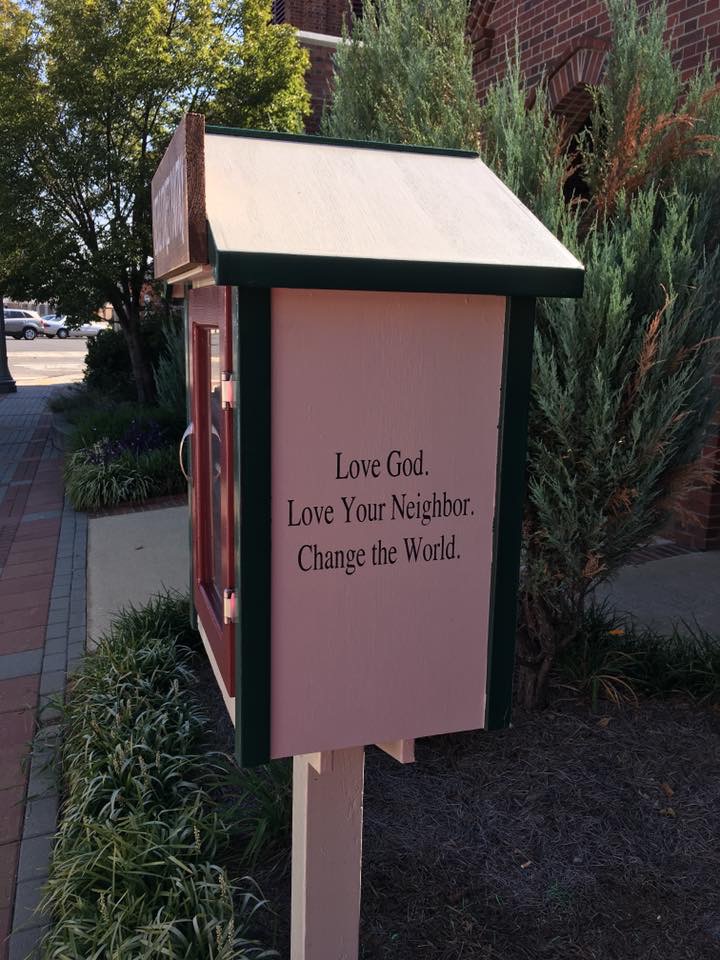 Love God.
Love Your Neighbor.
Change the World.